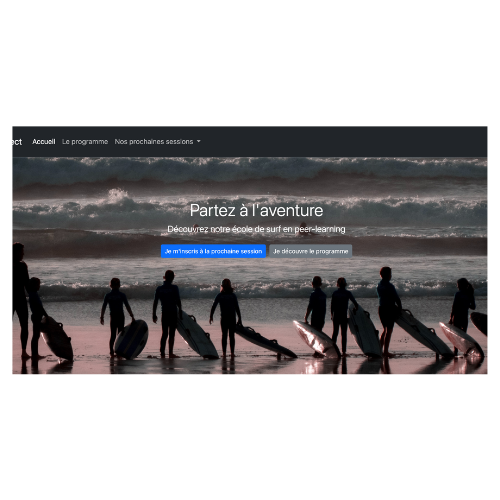 ect Accueil Le programme Nos prochaines sessions
Partez à l'aventure
Découvrez notre école de surf en peer-learning
Je m'inscris à la prochaine session Je découvre le programme